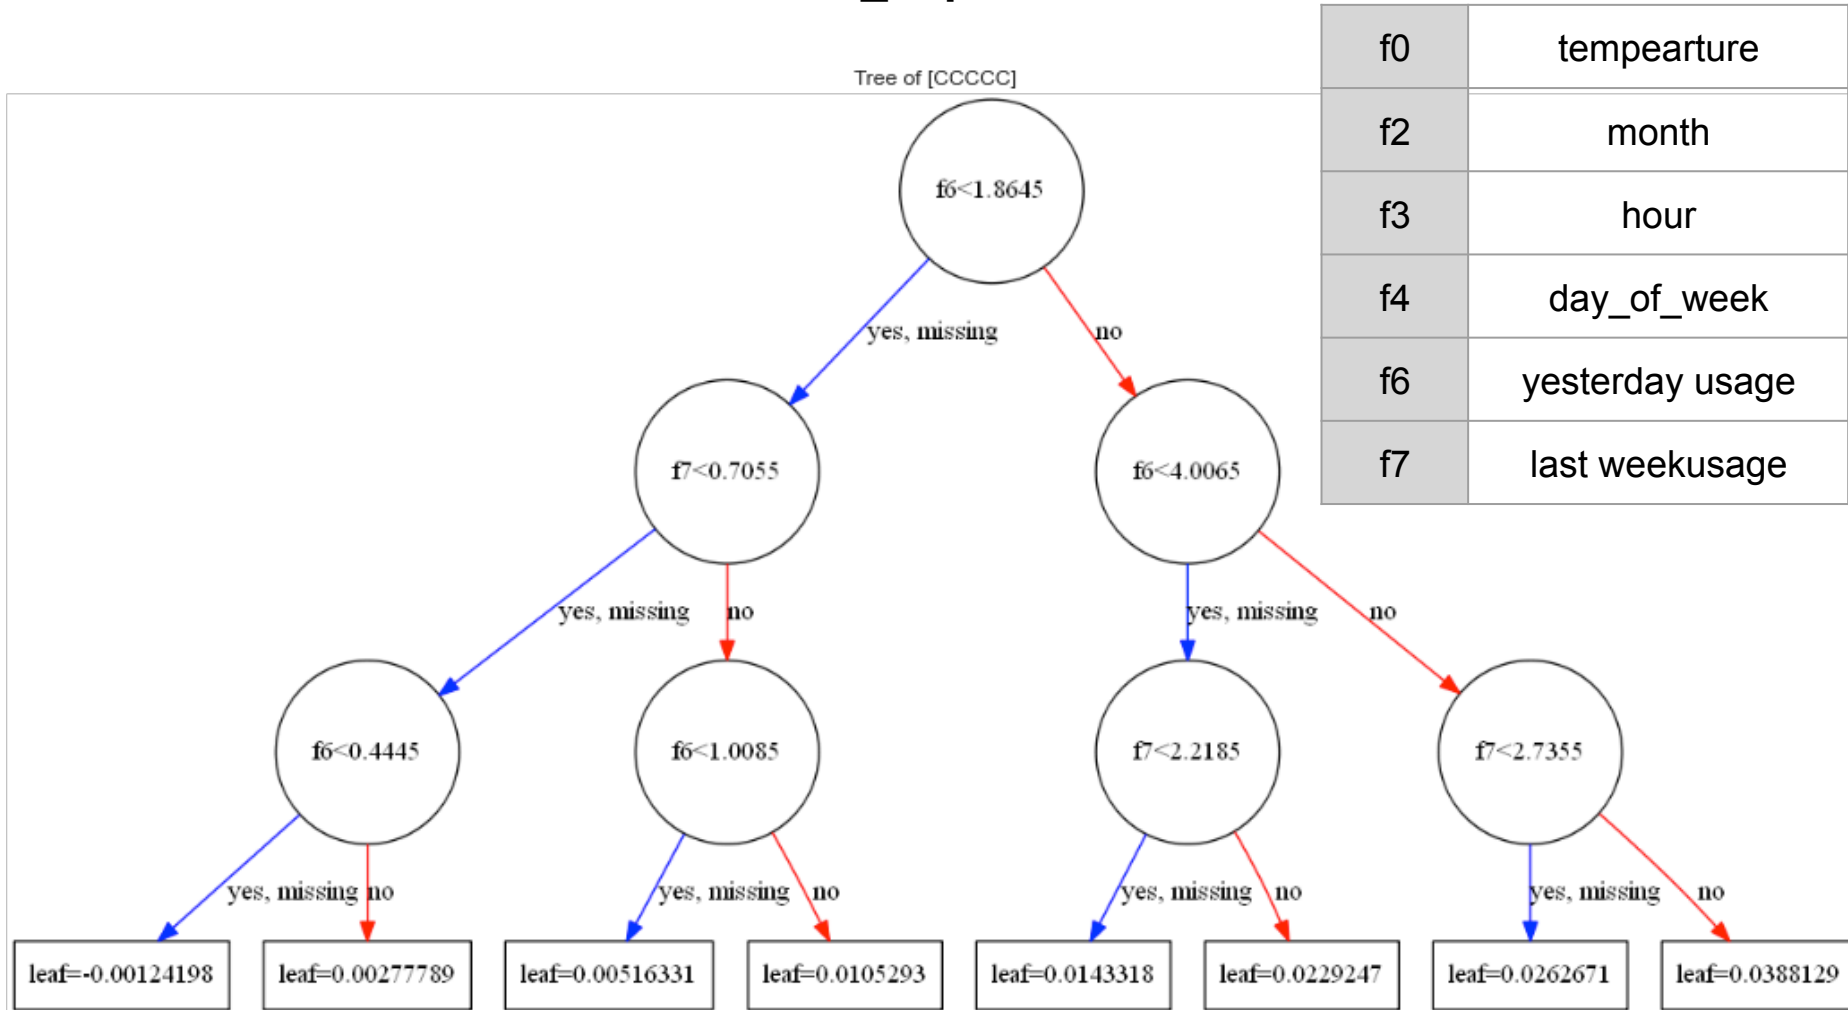 Tree of [CCCCC]
f0 tempearture
f2 month
f3 hour
f4 day_of_week
f6 yesterday usage
f7 last weekusage
f6<1.8645
yes, missing no
f7<0.7055 f6<4.0065
yes, missing no yes, missing no
f6<0.4445 f6<1.0085 f7<2.2185 f7<2.7355
yes, missing no yes, missing no yes, missing no yes, missing no
leaf=-0.00124198 leaf=0.00277789 leaf=0.00516331 leaf=0.0105293 leaf=0.0143318 leaf=0.0229247 leaf=0.0262671 leaf=0.0388129